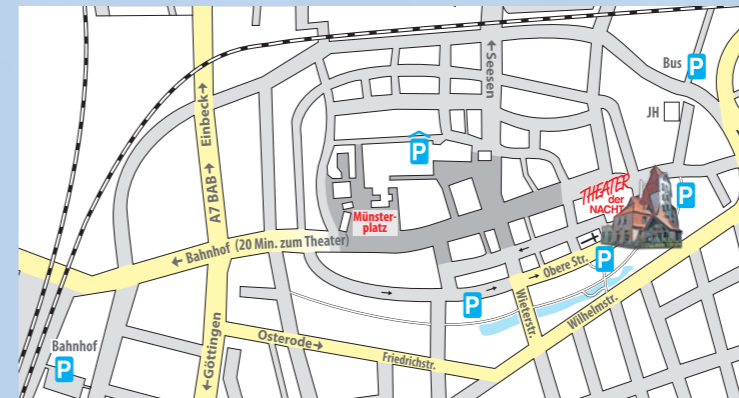 Seesen
Bus
P
JH
Einbeck
A7 BAB
P
THEATER
der
NACHT
P
Münster-
platz
Bahnhof (20 Min. zum Theater)
Obere Str.
P
P
Wieterstr.
Wilhelmstr.
Osterode
Friedrichstr.
Göttingen
Bahnhof
P